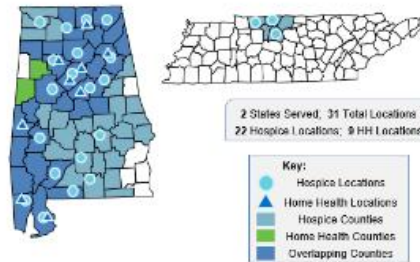 2 States Served; 31 Total Locations
22 Hospice Locations; 9 HH Locations
Key:
Hospice Locations
Home Health Locations
Hospice Counties
Home Health Counties
Overlapping Counties